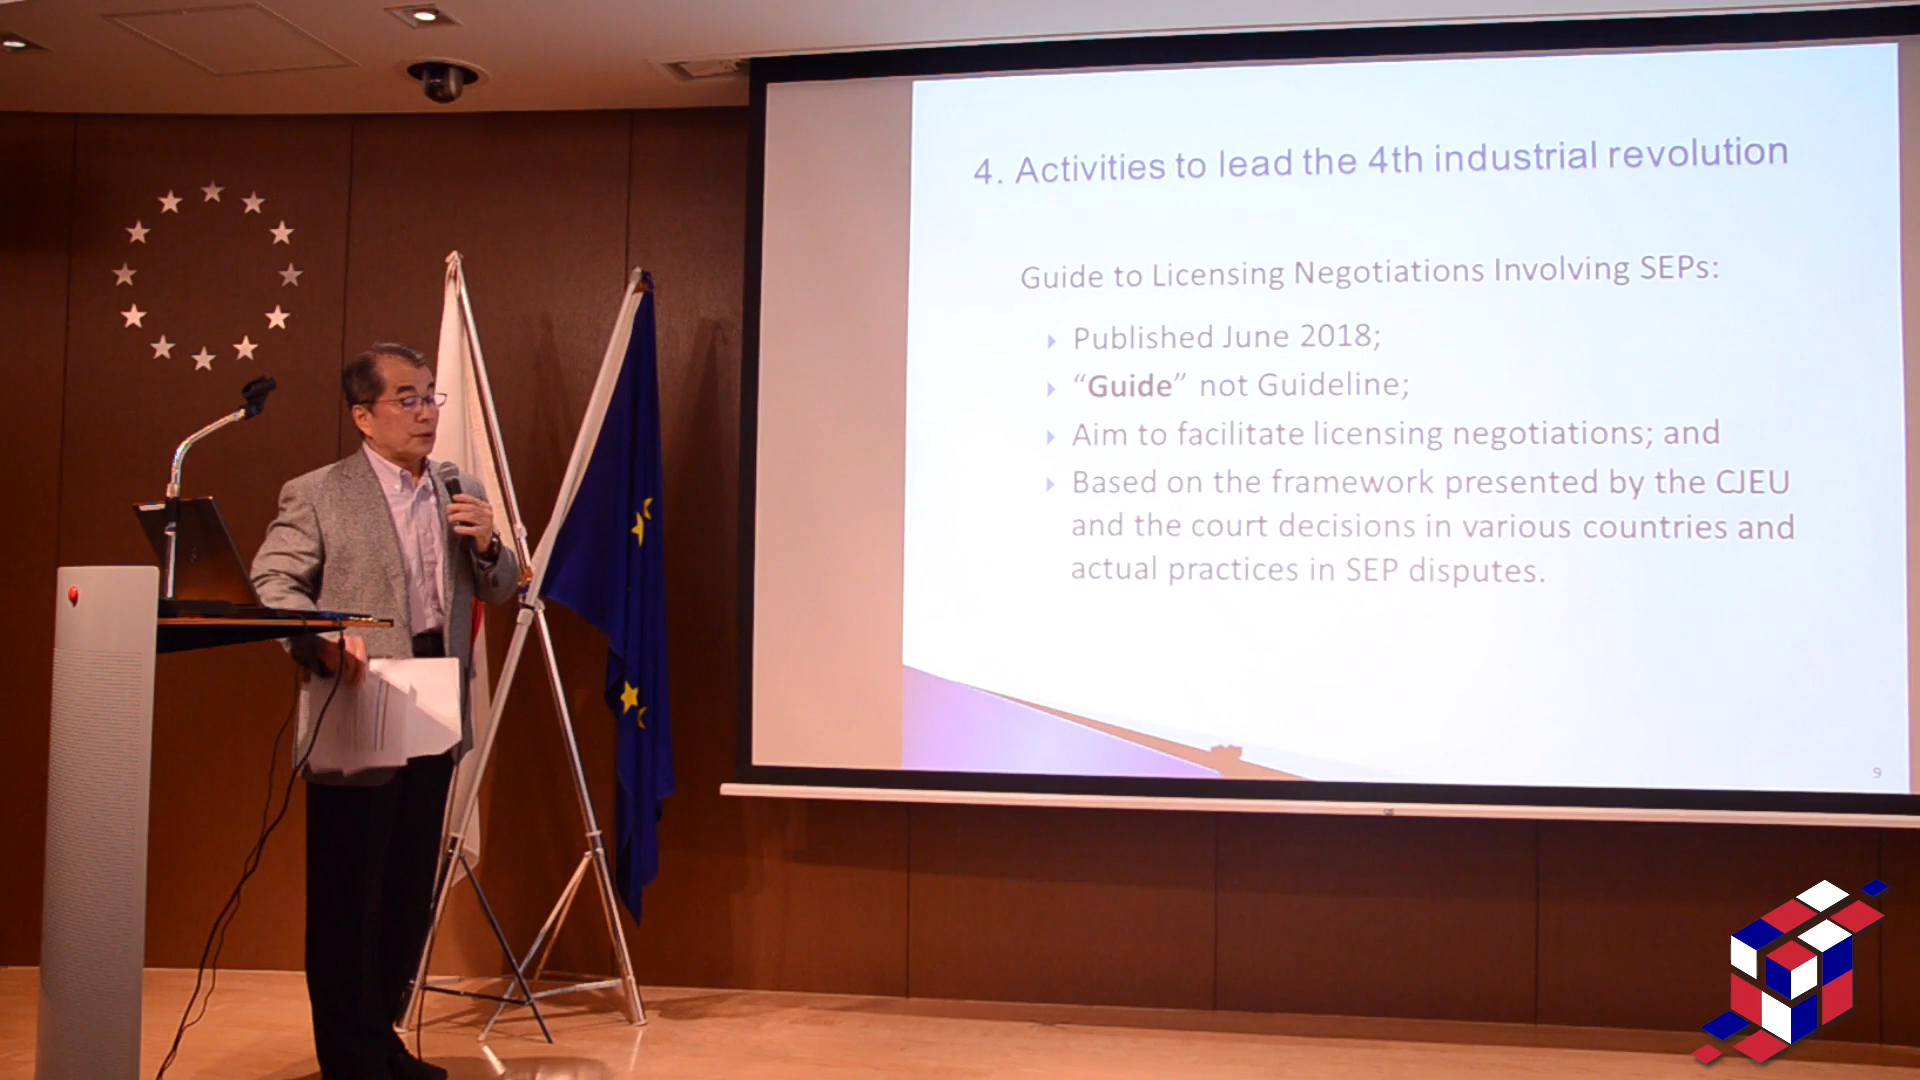 4. Activities to lead the 4th industrial revolution
Guide to Licensing Negotiations Involving SEPs:
Published June 2018;
“Guide” not Guideline;
Aim to facilitate licensing negotiations; and
Based on the framework presented by the CJEU
and the court decisions in various countries and
actual practices in SEP disputes.
9